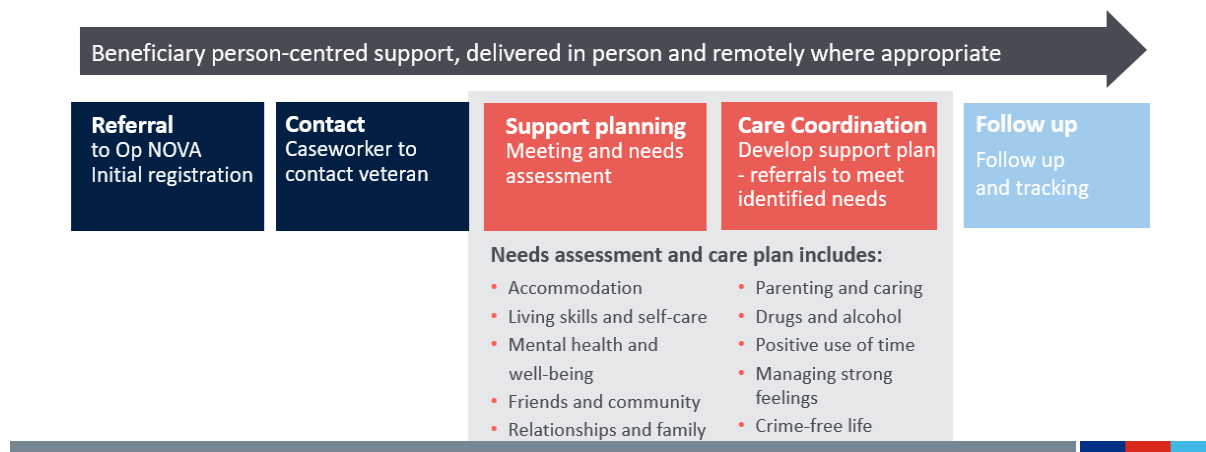 Beneficiary person-centred support, delivered in person and remotely where appropriate
Referral
to Op NOVA
Initial registration
Contact
Caseworker to
contact veteran
Support planning
Meeting and needs
assessment
Care Coordination
Develop support plan
- referrals to meet
identified needs
Follow up
Follow up
and tracking
Needs assessment and care plan includes:
• Accommodation
• Living skills and self-care
• Mental health and
well-being
• Friends and community
• Relationships and family
• Parenting and caring
• Drugs and alcohol
• Positive use of time
• Managing strong
feelings
• Crime-free life